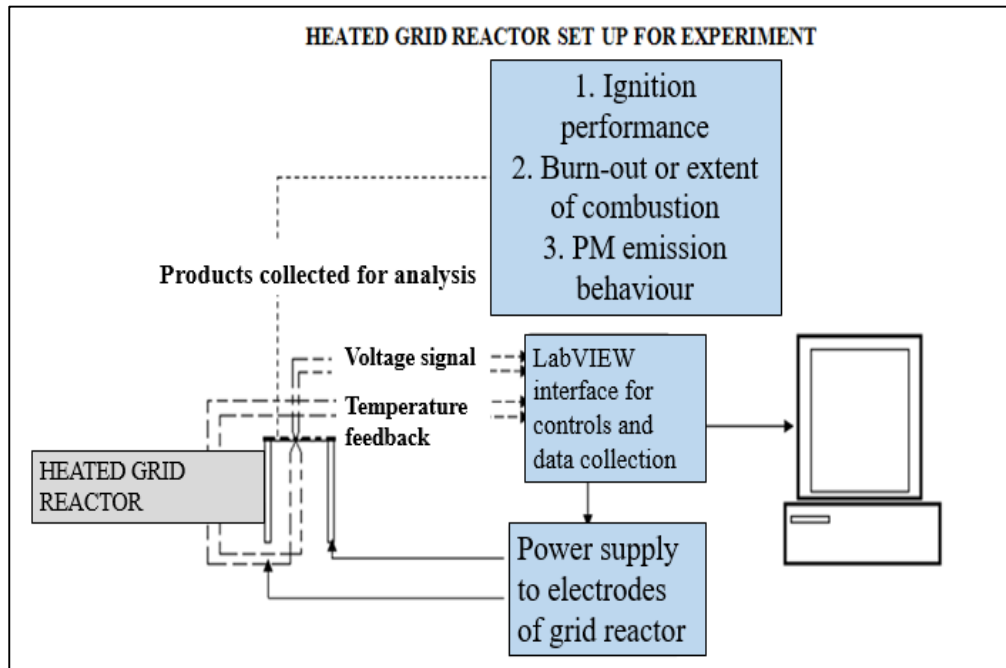 HEATED GRID REACTOR SET UP FOR EXPERIMENT
1. Ignition
performance
2. Burn-out or extent
of combustion
3. PM emission
behaviour
Products collected for analysis
Voltage signal
Temperature
feedback
LabVIEW
interface for
controls and
data collection
HEATED GRID
REACTOR
Power supply
to electrodes
of grid reactor